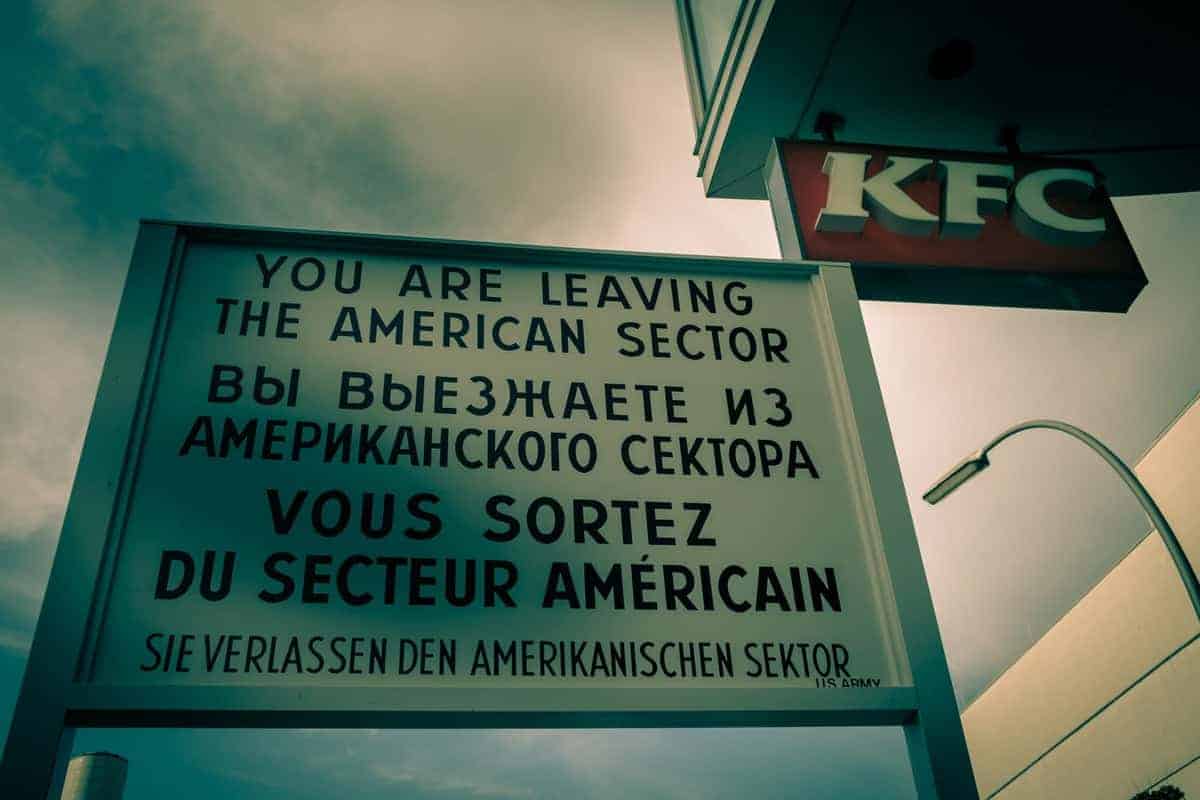 KFC
YOU ARE LEAVING
THE AMERICAN SECTOR
ВЫ ВЫЕЗЖАЕТЕ ИЗ
АМЕРИКАНСКОГО СЕКТОРА
VOUS SORTEZ
DU SECTEUR AMÉRICAIN
SIE VERLASSEN DEN AMERIKANISCHEN SEKTOR
US ARMY